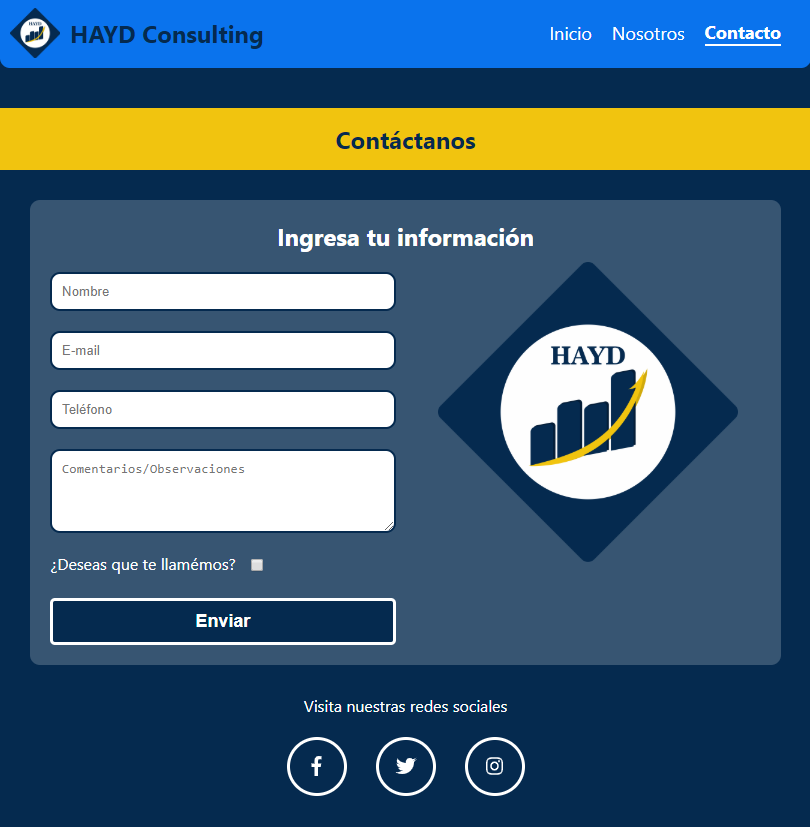 HAYD
HAYD Consulting
Inicio
Nosotros
Contacto
Contáctanos
Ingresa tu información
Nombre
E-mail
Teléfono
Comentarios/Observaciones
¿Deseas que te llamémos?
Enviar
HAYD
Visita nuestras redes sociales